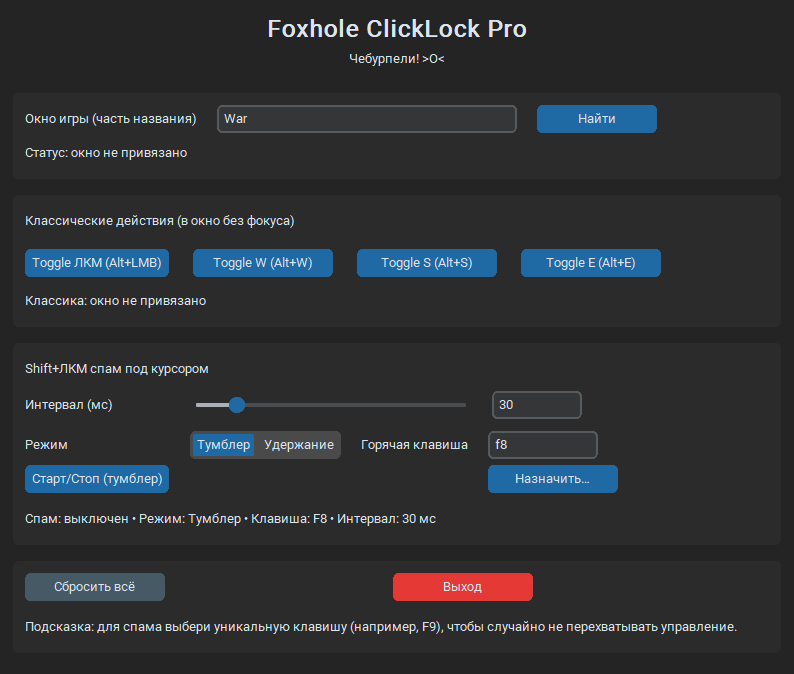 Foxhole ClickLock Pro
Чебурпели! >O<
Окно игры (часть названия) War Найти
Статус: окно не привязано
Классические действия (в окно без фокуса)
Toggle ЛКМ (Alt+LMB) Toggle W (Alt+W) Toggle S (Alt+S) Toggle E (Alt+E)
Классика: окно не привязано
Shift+ЛКМ спам под курсором
Интервал (мс) 30
Режим Тумблер Удержание Горячая клавиша f8
Старт/Стоп (тумблер) Назначить...
Спам: выключен • Режим: Тумблер • Клавиша: F8 • Интервал: 30 мс
Сбросить всё Выход
Подсказка: для спама выбери уникальную клавишу (например, F9), чтобы случайно не перехватывать управление.